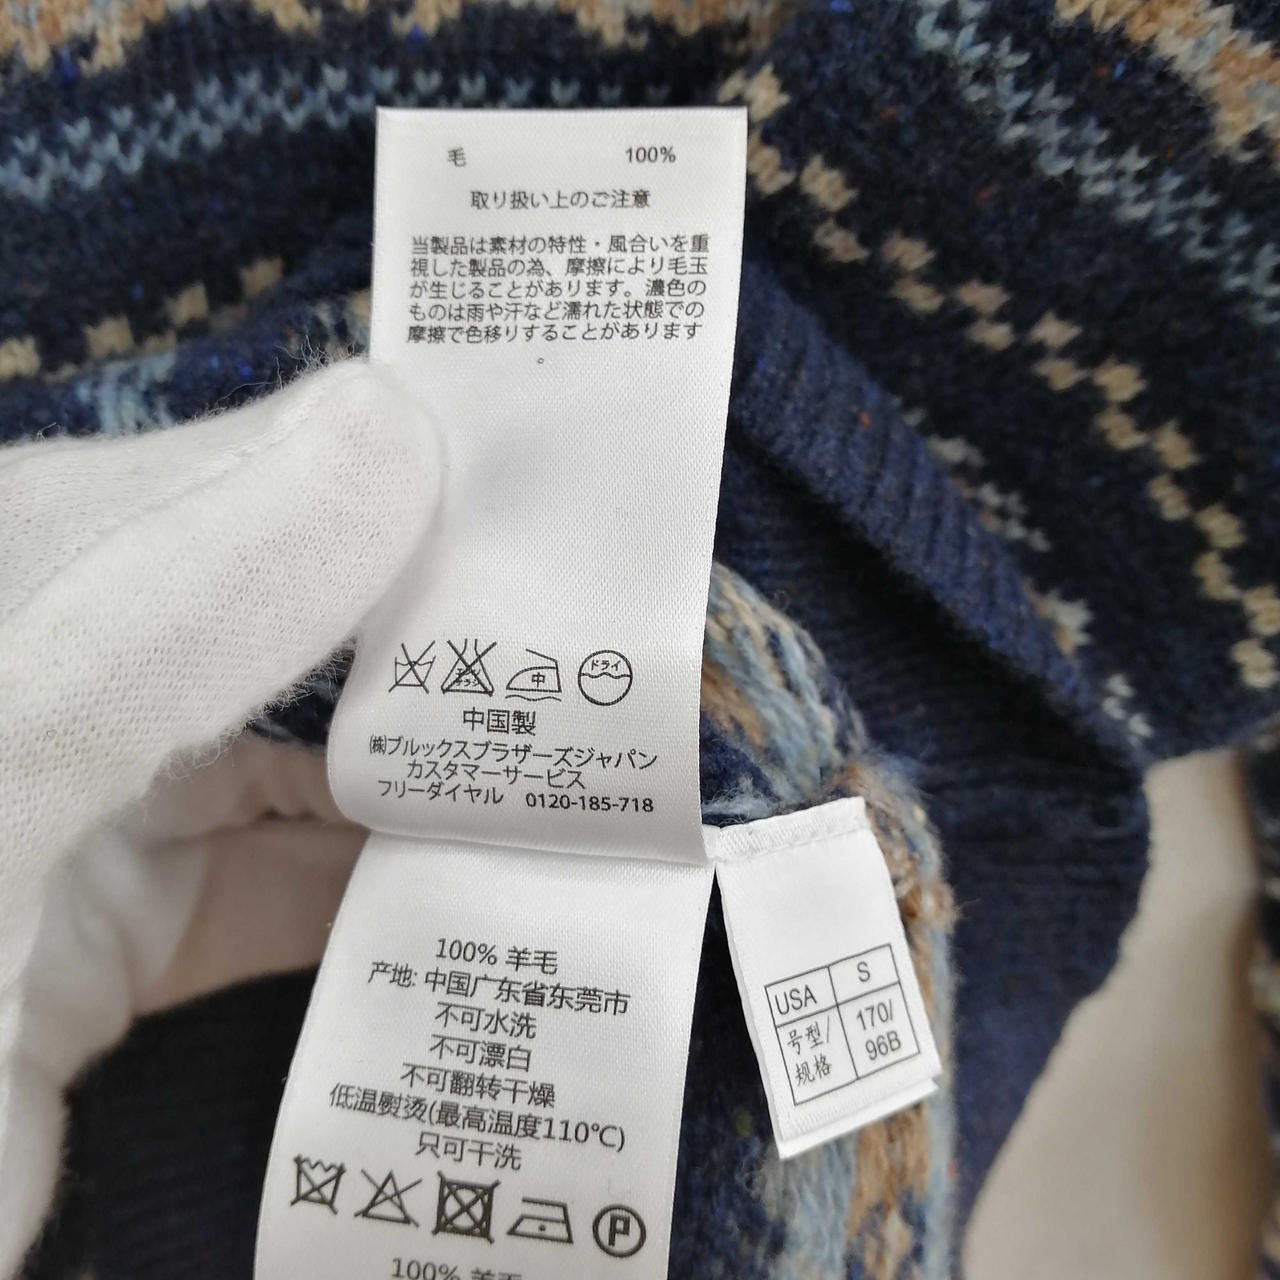 毛 100%
取り扱い上のご注意
当製品は素材の特性・風合いを重
視した製品の為、摩擦により毛玉
が生じることがあります。濃色の
ものは雨や汗など濡れた状態での
摩擦で色移りすることがあります
。
エンソ
サラシ
中
ドライ
中国製
㈱ブルックスブラザーズジャパン
カスタマーサービス
フリーダイヤル 0120-185-718
100% 羊毛
产地: 中国广东省东莞市
不可水洗
不可漂白
不可翻转干燥
低温熨烫(最高温度110℃)
只可干洗
P
100% 羊毛
USA S
号型/
规格
170/
96B